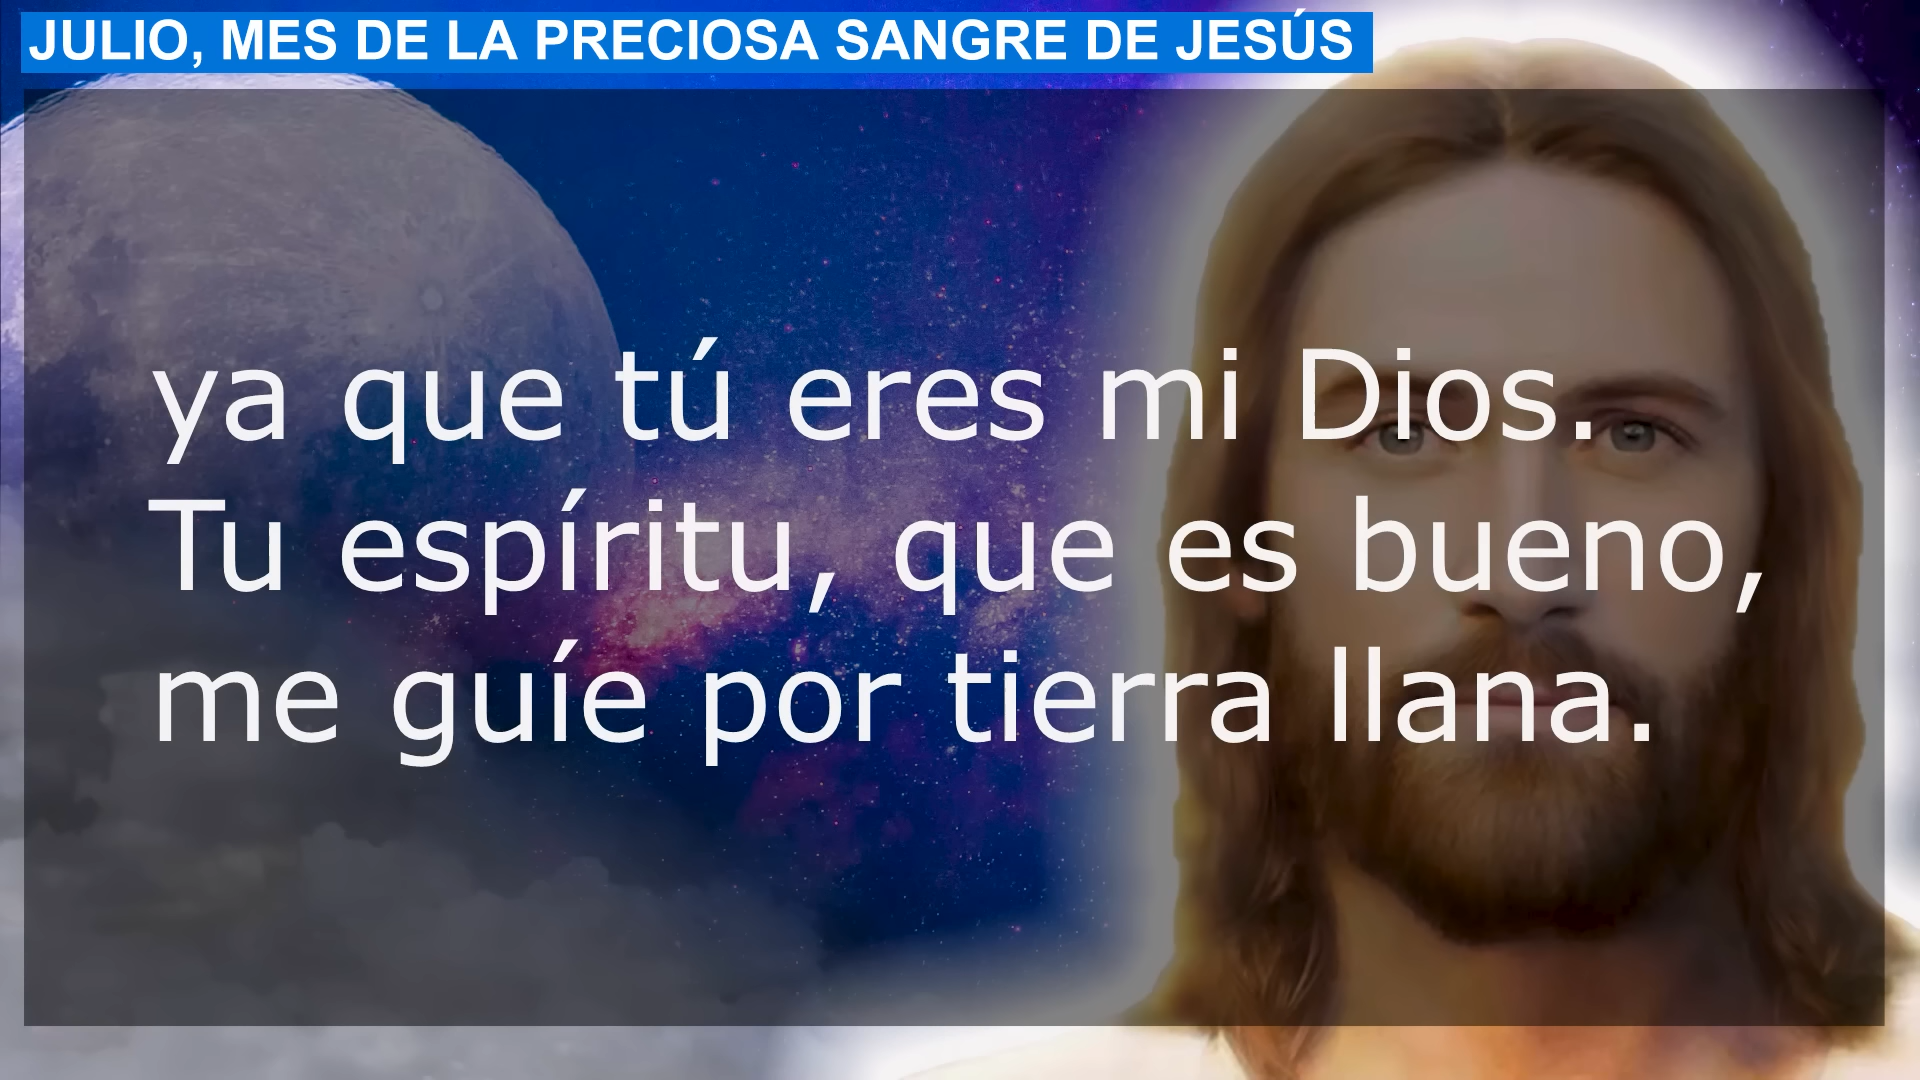 JULIO, MES DE LA PRECIOSA SANGRE DE JESÚS
ya que tú eres mi Dios.
Tu espíritu, que es bueno,
me guíe por tierra llana.